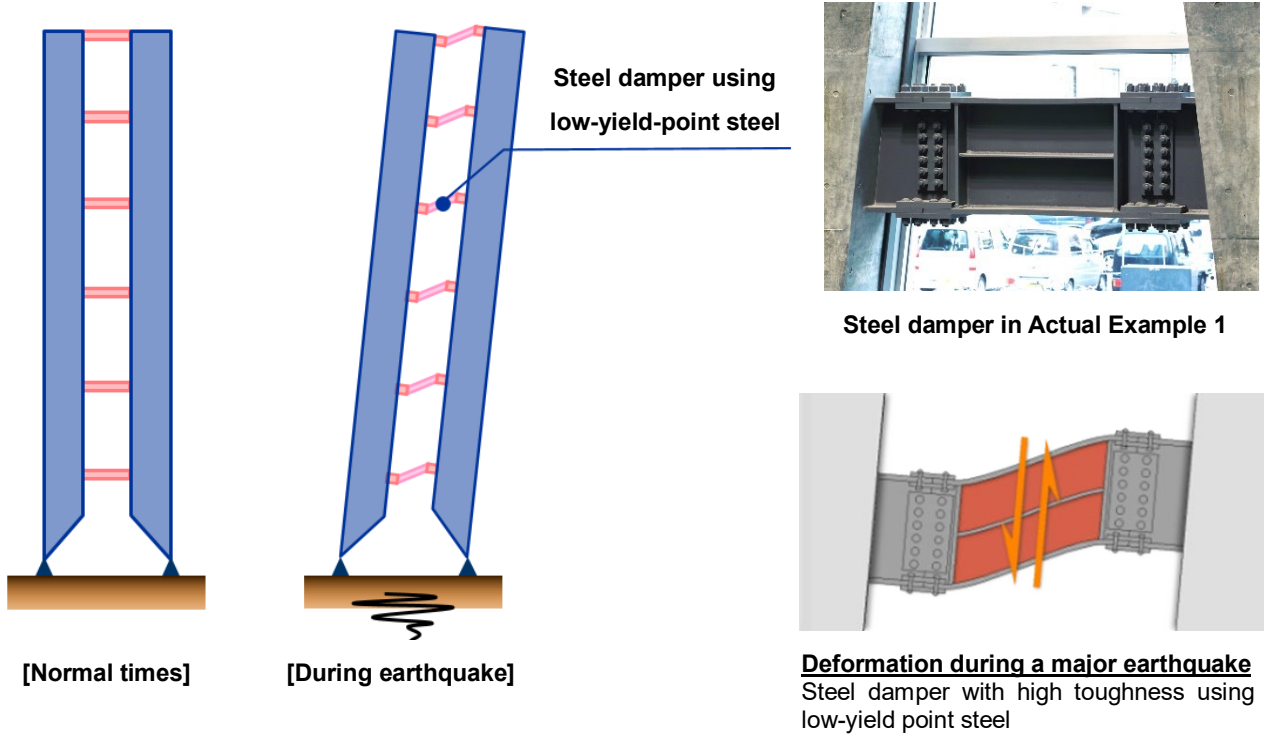 Steel damper using
low-yield-point steel
Steel damper in Actual Example 1
[Normal times]
[During earthquake]
Deformation during a major earthquake
Steel damper with high toughness using
low-yield point steel